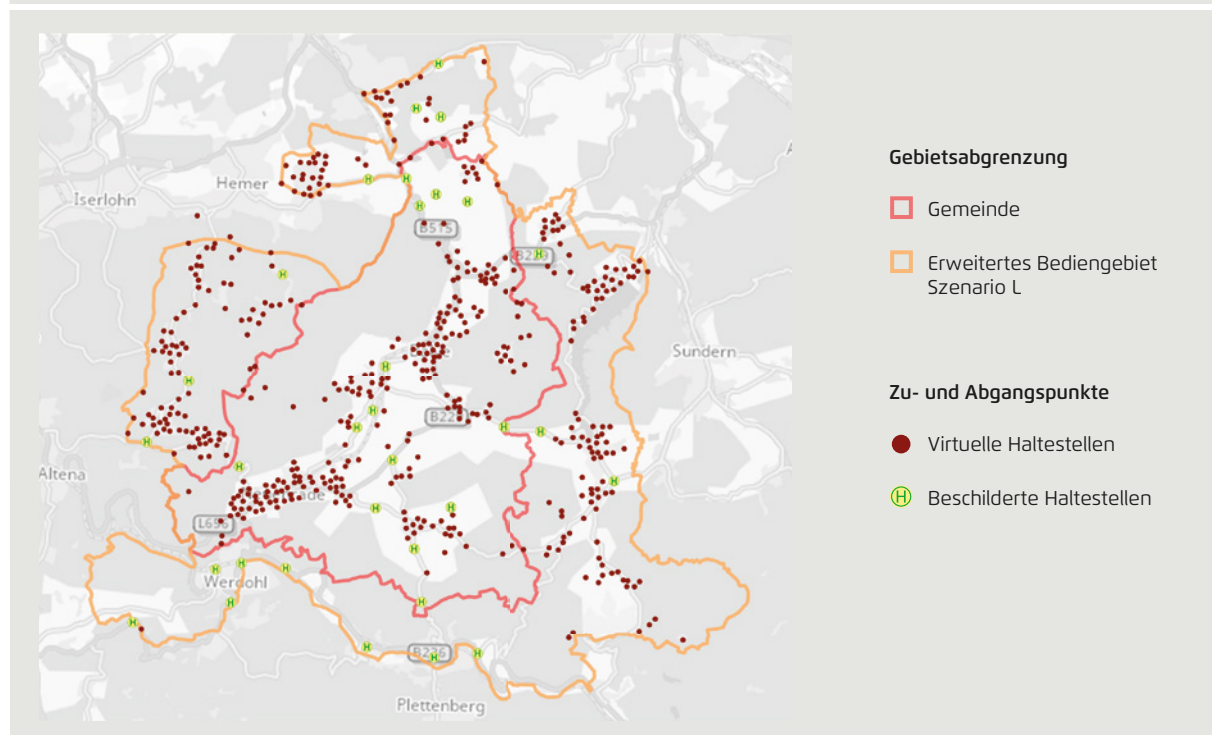 Iserlohn
Hemer
B515
B229
Sundern
B229
Altena
L696
Werdohl
B236
Plettenberg
Gebietsabgrenzung
Gemeinde
Erweitertes Bediengebiet
Szenario L
Zu- und Abgangspunkte
Virtuelle Haltestellen
H Beschilderte Haltestellen